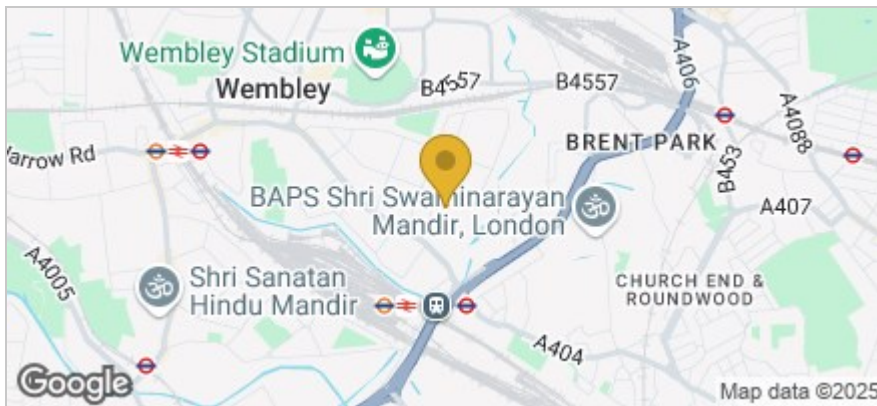 Wembley Stadium
Wembley
B4557
B4557
A406
A4088
Harrow Rd
BRENT PARK
B453
BAPS Shri Swaminarayan
Mandir, London
A407
A4005
Shri Sanatan
Hindu Mandir
CHURCH END &
ROUNDWOOD
A404
Google
Map data ©2025